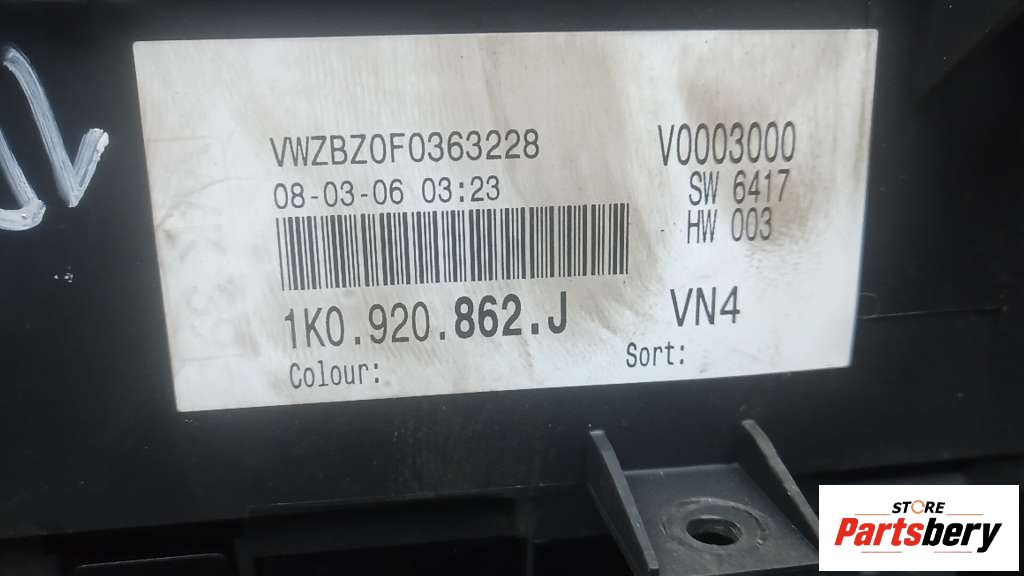 VWZBZ0F0363228 V0003000
08-03-06 03:23 SW 6417
HW 003
1K0.920.862.J VN4
Colour: Sort:
STORE
Partsbery